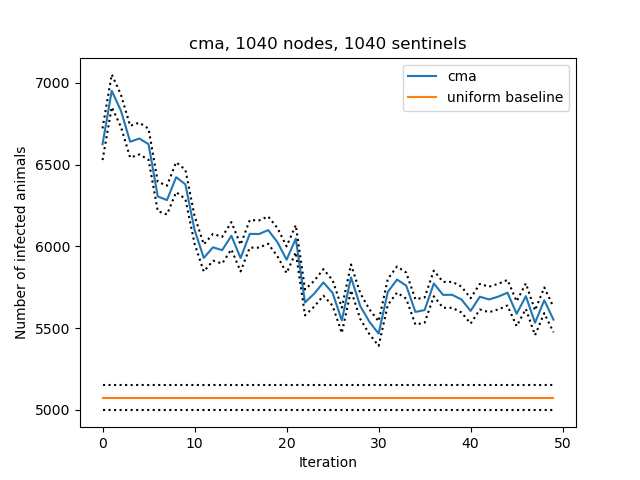 cma, 1040 nodes, 1040 sentinels
cma
uniform baseline
Number of infected animals
7000
6500
6000
5500
5000
0 10 20 30 40 50
Iteration